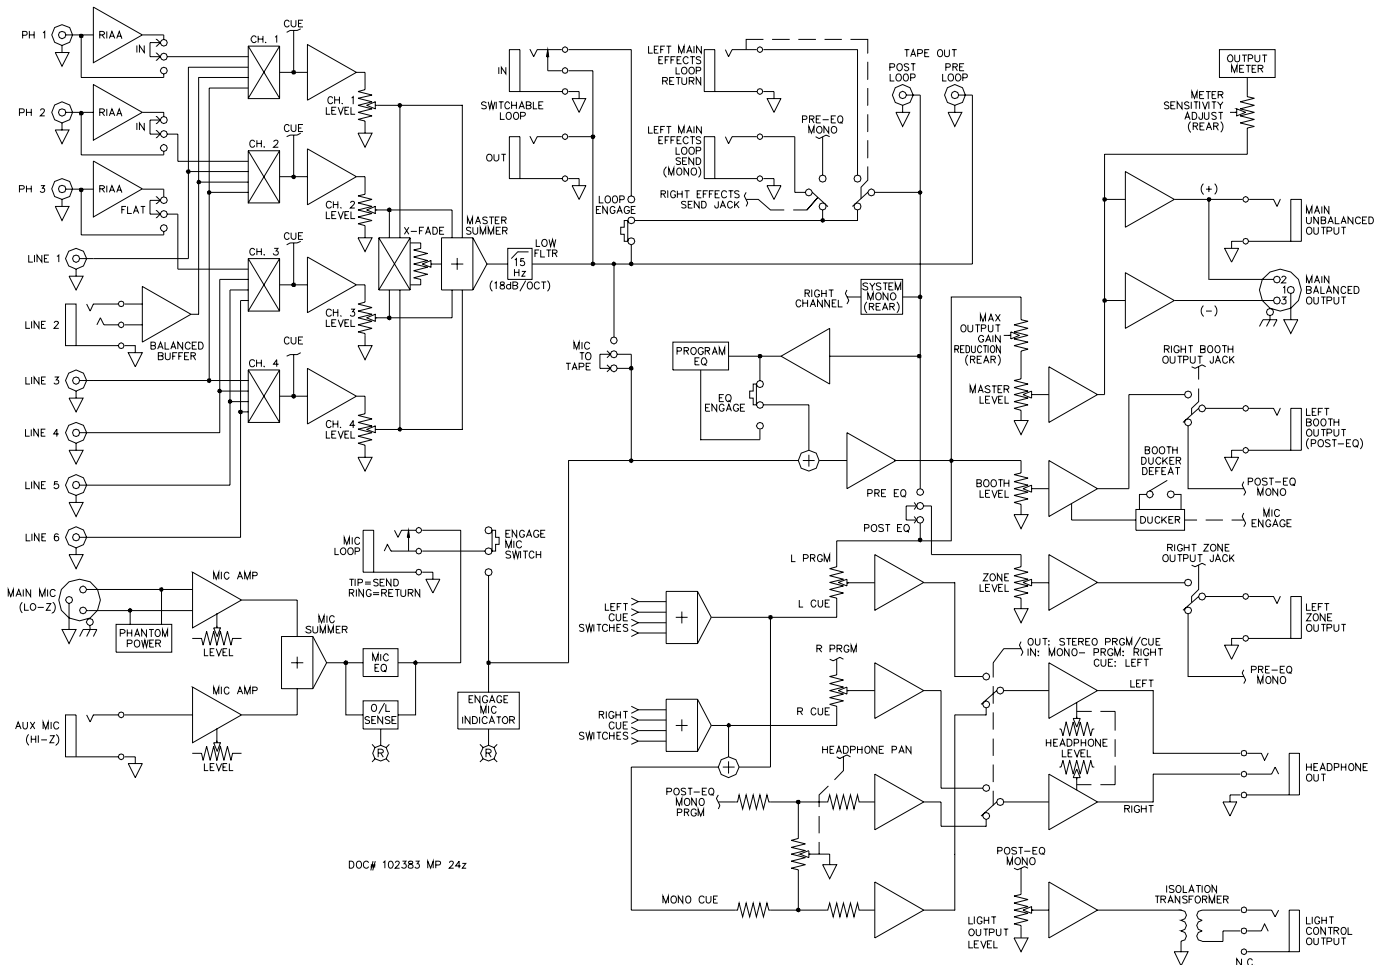 PH 1
RIAA
IN
CUE
CH. 1
CH. 1
LEVEL
PH 2
RIAA
IN
CUE
CH. 2
CH. 2
LEVEL
PH 3
RIAA
FLAT
CUE
CH. 3
CH. 3
LEVEL
LINE 1
LINE 2
BALANCED
BUFFER
LINE 3
CUE
CH. 4
CH. 4
LEVEL
LINE 4
LINE 5
LINE 6
X-FADE
MASTER
SUMMER
+
LOW
FLTR
15
Hz
(18dB/OCT)
IN
SWITCHABLE
LOOP
OUT
LOOP
ENGAGE
LEFT MAIN
EFFECTS
LOOP
RETURN
LEFT MAIN
EFFECTS
LOOP
SEND
(MONO)
PRE-EQ
MONO
RIGHT EFFECTS
SEND JACK
TAPE OUT
POST
LOOP
PRE
LOOP
OUTPUT
METER
METER
SENSITIVITY
ADJUST
(REAR)
(+)
MAIN
UNBALANCED
OUTPUT
(-)
2
1
3
MAIN
BALANCED
OUTPUT
RIGHT
CHANNEL
SYSTEM
MONO
(REAR)
MAX
OUTPUT
GAIN
REDUCTION
(REAR)
MASTER
LEVEL
MIC
TO
TAPE
PROGRAM
EQ
EQ
ENGAGE
+
RIGHT BOOTH
OUTPUT JACK
LEFT
BOOTH
OUTPUT
(POST-EQ)
BOOTH
DUCKER
DEFEAT
BOOTH
LEVEL
POST-EQ
MONO
DUCKER
MIC
ENGAGE
PRE EQ
POST EQ
RIGHT ZONE
OUTPUT JACK
ZONE
LEVEL
LEFT
ZONE
OUTPUT
PRE-EQ
MONO
MIC
LOOP
TIP=SEND
RING=RETURN
ENGAGE
MIC
SWITCH
MAIN MIC
(LO-Z)
PHANTOM
POWER
MIC AMP
LEVEL
MIC
SUMMER
+
MIC
EQ
O/L
SENSE
R
ENGAGE
MIC
INDICATOR
R
AUX MIC
(HI-Z)
MIC AMP
LEVEL
L PRGM
L CUE
LEFT
CUE
SWITCHES
+
R PRGM
R CUE
RIGHT
CUE
SWITCHES
+
+
OUT: STEREO PRGM/CUE
IN: MONO- PRGM: RIGHT
CUE: LEFT
LEFT
HEADPHONE
LEVEL
RIGHT
HEADPHONE
OUT
HEADPHONE PAN
POST-EQ
MONO
PRGM
MONO CUE
DOC# 102383 MP 24z
POST-EQ
MONO
LIGHT
OUTPUT
LEVEL
ISOLATION
TRANSFORMER
LIGHT
CONTROL
OUTPUT
N.C.